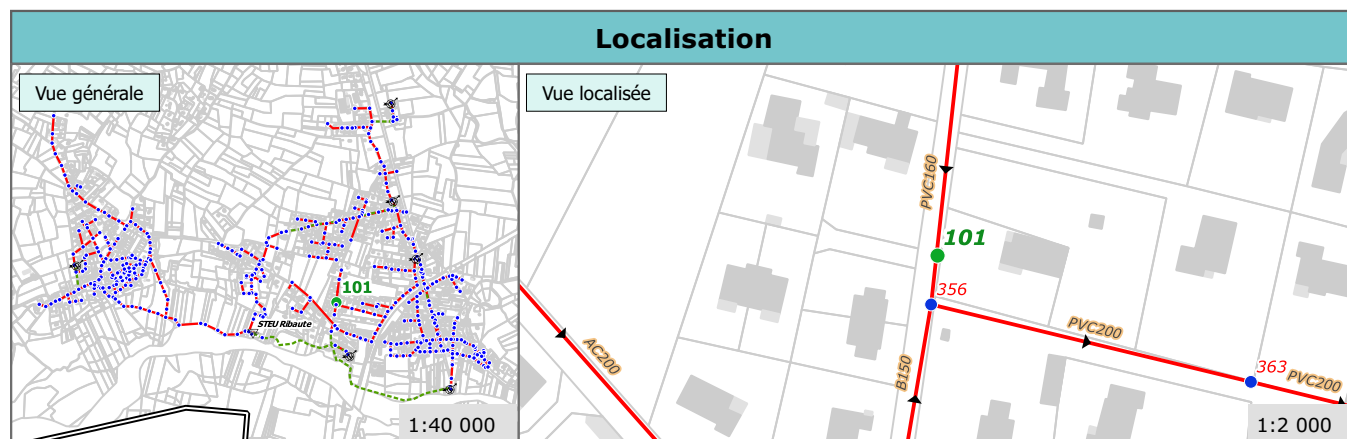 Localisation
Vue générale
101
STEU Ribaute
1:40 000
Vue localisée
PVC160
101
356
PVC200
363
PVC200
B150
AC200
1:2 000